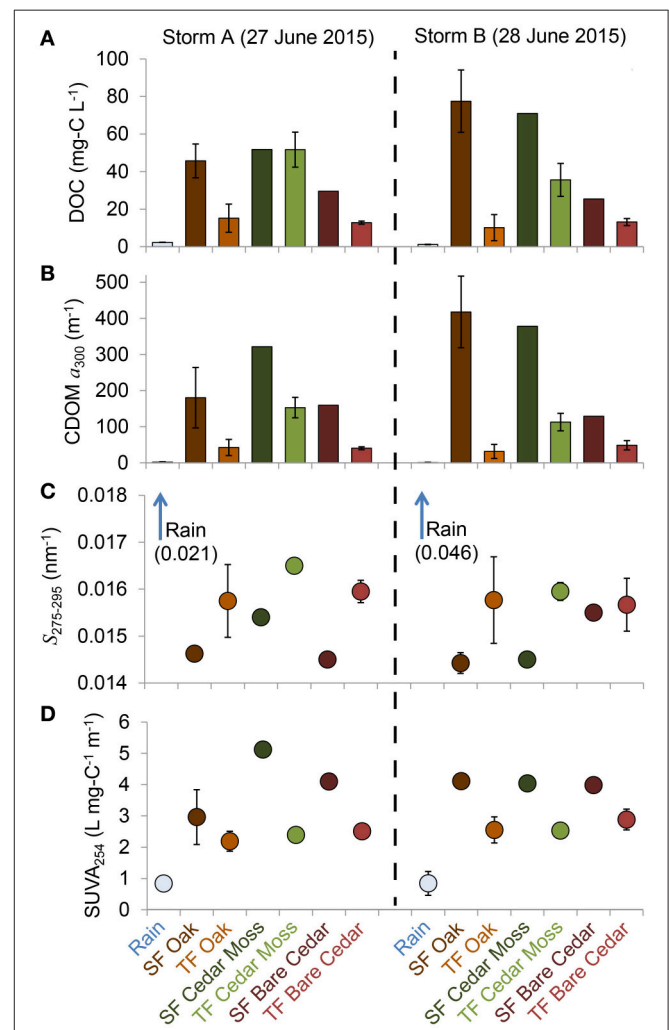 A
Storm A (27 June 2015)
Storm B (28 June 2015)
DOC (mg-C L-1)
100
80
60
40
20
0
B
CDOM a300 (m-1)
500
400
300
200
100
0
C
S275-295 (nm-1)
0.018
0.017
0.016
0.015
0.014
Rain
(0.021)
Rain
(0.046)
D
SUVA254 (L mg-C-1 m-1)
6
5
4
3
2
1
0
Rain
SF Oak
TF Oak
SF Cedar Moss
TF Cedar Moss
SF Bare Cedar
TF Bare Cedar
Rain
SF Oak
TF Oak
SF Cedar Moss
TF Cedar Moss
SF Bare Cedar
TF Bare Cedar